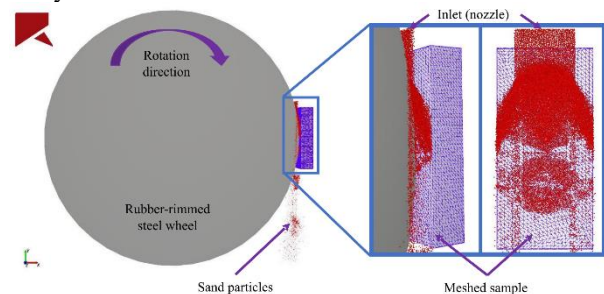 Inlet (nozzle)
Rotation
direction
Rubber-rimmed
steel wheel
Sand particles
Meshed sample